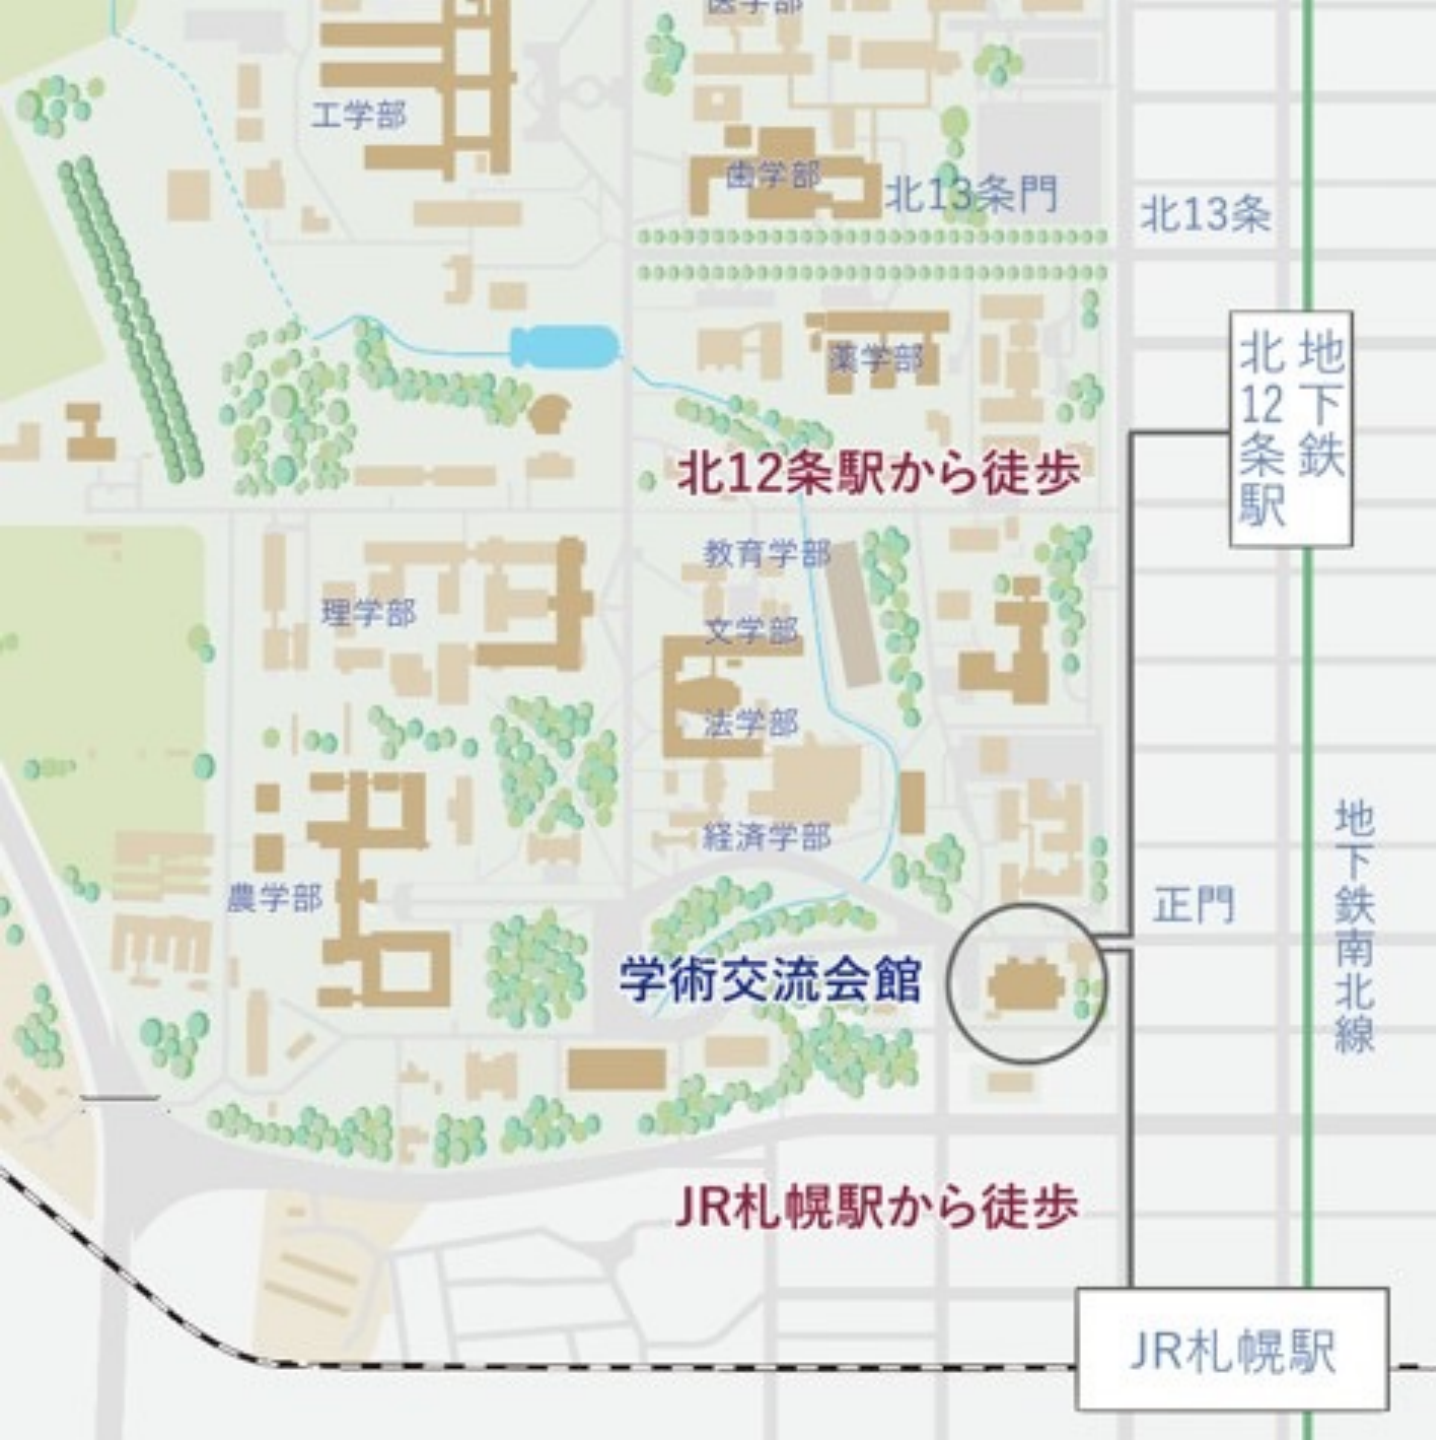 医学部
工学部
歯学部
北13条門
北13条
薬学部
地下鉄
北12条駅
北12条駅から徒歩
教育学部
理学部
文学部
法学部
経済学部
地下鉄南北線
農学部
正門
学術交流会館
JR札幌駅から徒歩
JR札幌駅